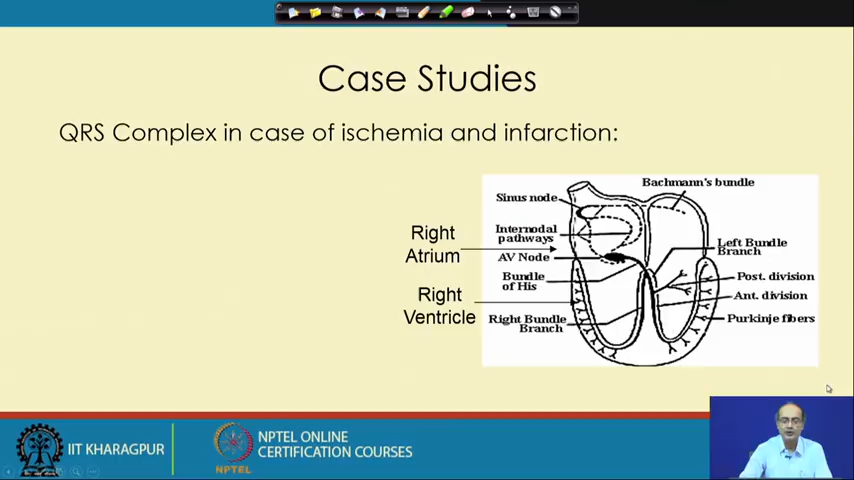 Case Studies
QRS Complex in case of ischemia and infarction:
Right
Atrium
Right
Ventricle
Sinus node
Internodal
pathways
AV Node
Bundle
of His
Right Bundle
Branch
Bachmann's bundle
Left Bundle
Branch
Post. division
Ant. division
Purkinje fibers
IIT KHARAGPUR
NPTEL
NPTEL ONLINE
CERTIFICATION COURSES